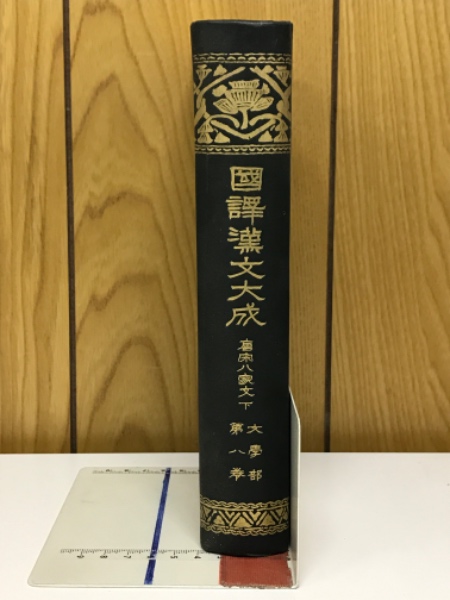 國譯漢文大成
唐宋八家文 下
文學部
第八卷